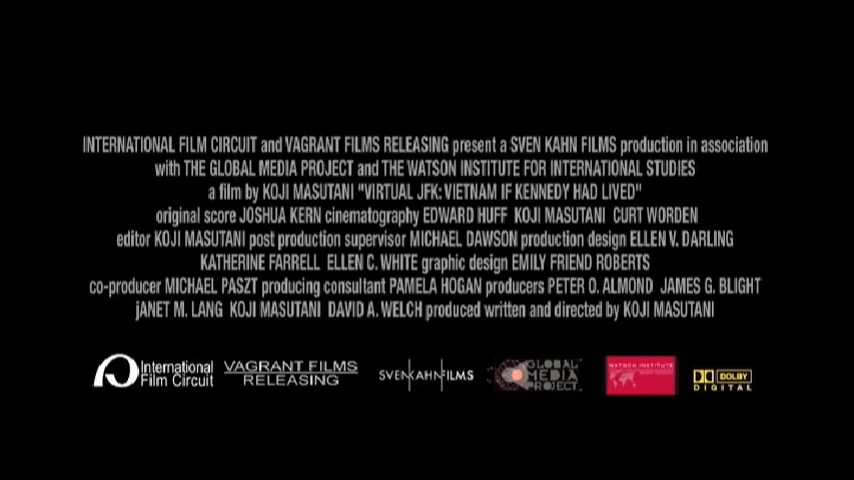 INTERNATIONAL FILM CIRCUIT and VAGRANT FILMS RELEASING present a SVEN KAHN FILMS production in association
with THE GLOBAL MEDIA PROJECT and THE WATSON INSTITUTE FOR INTERNATIONAL STUDIES
a film by KOJI MASUTANI "VIRTUAL JFK: VIETNAM IF KENNEDY HAD LIVED"
original score JOSHUA KERN cinematography EDWARD HUFF KOJI MASUTANI CURT WORDEN
editor KOJI MASUTANI post production supervisor MICHAEL DAWSON production design ELLEN V. DARLING
KATHERINE FARRELL ELLEN C. WHITE graphic design EMILY FRIEND ROBERTS
co-producer MICHAEL PASZT producing consultant PAMELA HOGAN producers PETER O. ALMOND JAMES G. BLIGHT
jANET M. LANG KOJI MASUTANI DAVID A. WELCH produced written and directed by KOJI MASUTANI
International
Film Circuit
VAGRANT FILMS
RELEASING
SVENKAHNFILMS
GLOBAL
MEDIA
PROJECT
WATSON INSTITUTE
DOLBY
DIGITAL